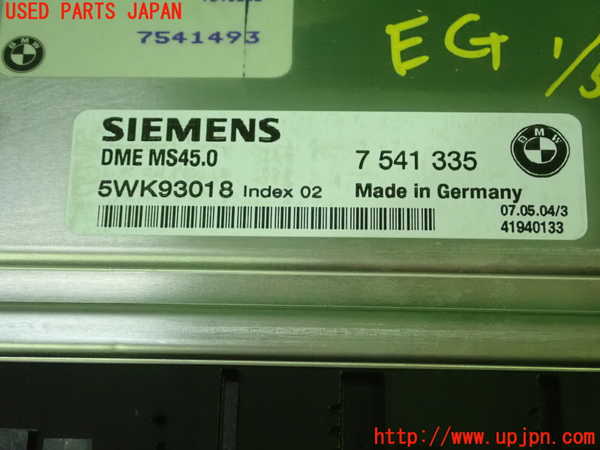 USED PARTS JAPAN
7541493
EG 1/5
SIEMENS
DME MS45.0
7 541 335
BMW
5WK93018 Index 02
Made in Germany
07.05.04/3
41940133
http://www.upjpn.com/